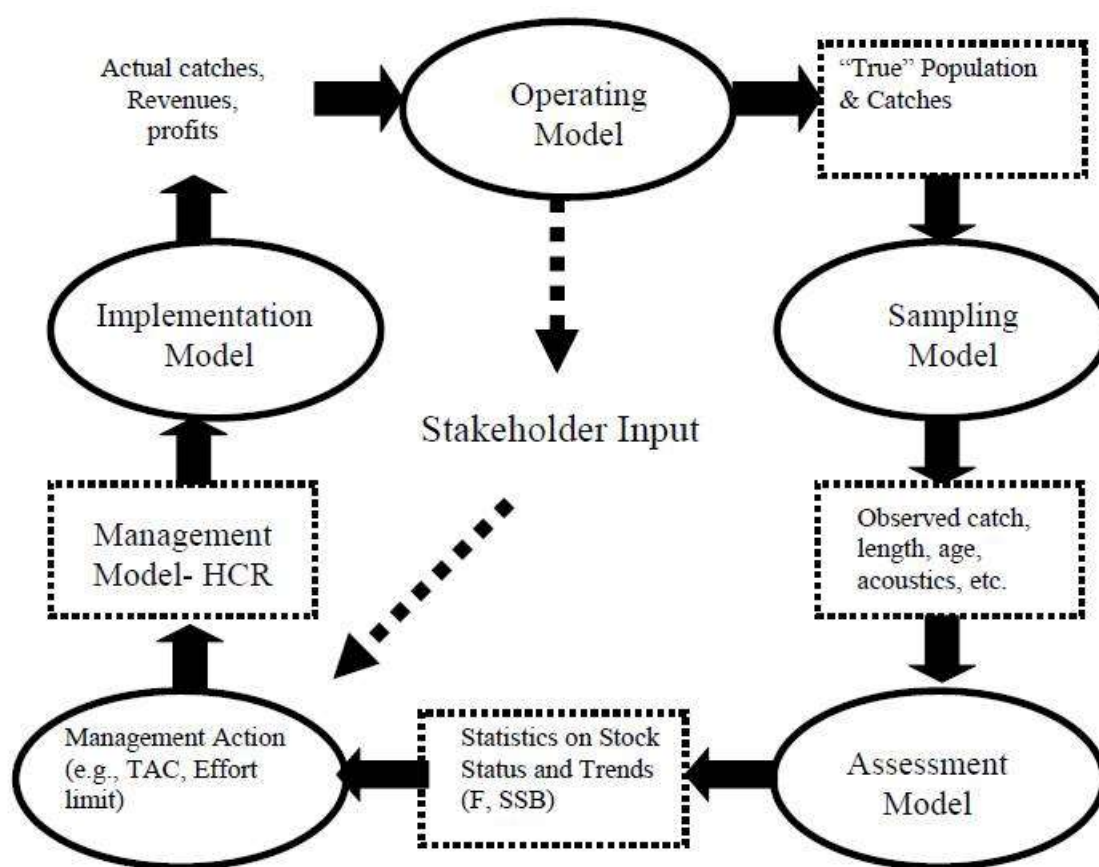 Actual catches,
Revenues,
profits
Operating
Model
“True” Population
& Catches
Implementation
Model
Sampling
Model
Stakeholder Input
Management
Model- HCR
Observed catch,
length, age,
acoustics, etc.
Management Action
(e.g., TAC, Effort
limit)
Statistics on Stock
Status and Trends
(F, SSB)
Assessment
Model